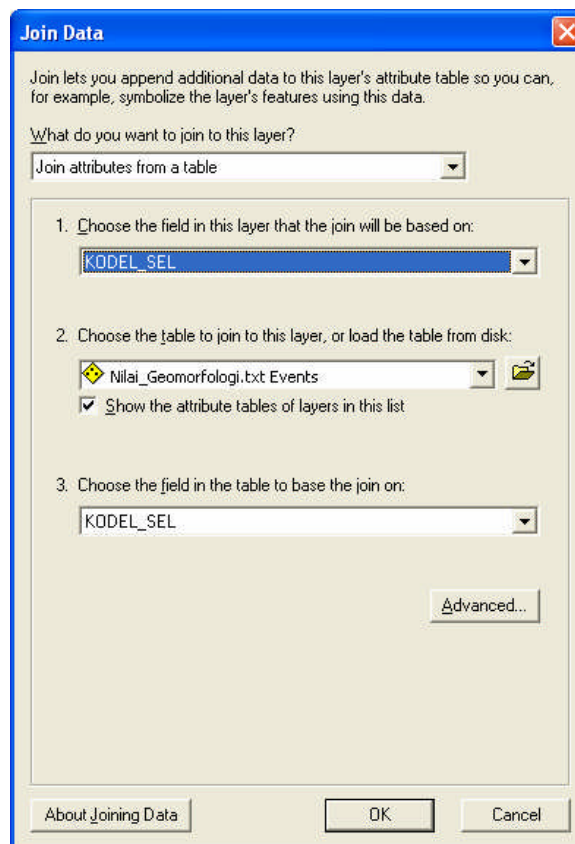 Join Data
Join lets you append additional data to this layer's attribute table so you can,
for example, symbolize the layer's features using this data.
What do you want to join to this layer?
Join attributes from a table
1. Choose the field in this layer that the join will be based on:
KODEL_SEL
2. Choose the table to join to this layer, or load the table from disk:
Nilai_Geomorfologi.txt Events
Show the attribute tables of layers in this list
3. Choose the field in the table to base the join on:
KODEL_SEL
Advanced...
About Joining Data
OK
Cancel